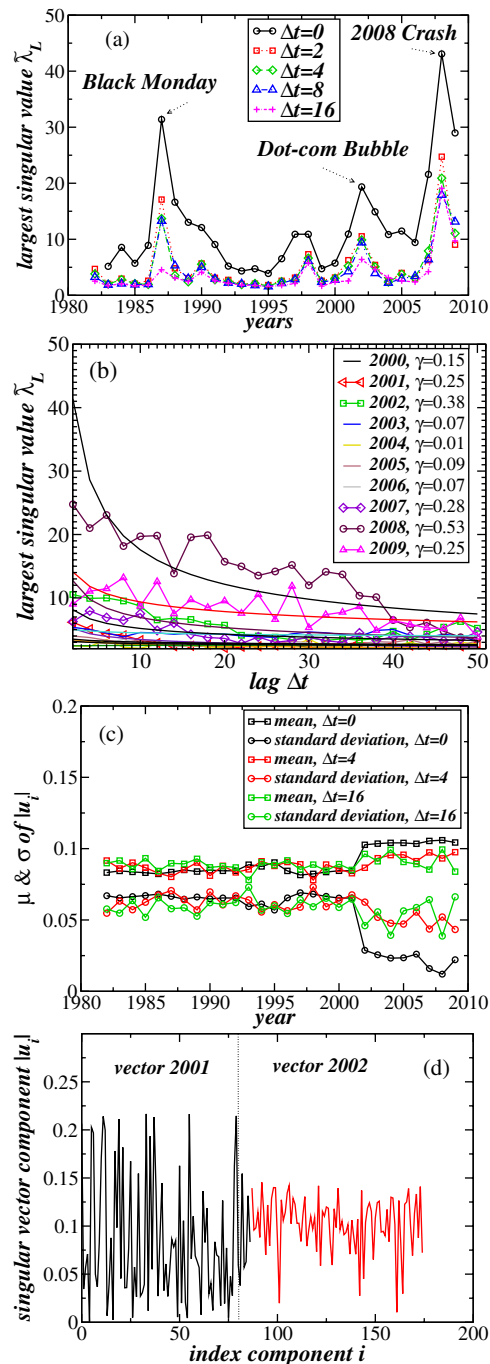 (a)
Δt=0
Δt=2
Δt=4
Δt=8
Δt=16
2008 Crash
Black Monday
Dot-com Bubble
largest singular value λ̃_L
50
40
30
20
10
0
1980 1985 1990 1995 2000 2005 2010
years
(b)
2000, γ=0.15
2001, γ=0.25
2002, γ=0.38
2003, γ=0.07
2004, γ=0.01
2005, γ=0.09
2006, γ=0.07
2007, γ=0.28
2008, γ=0.53
2009, γ=0.25
largest singular value λ̃_L
50
40
30
20
10
10 20 30 40 50
lag Δt
(c)
mean, Δt=0
standard deviation, Δt=0
mean, Δt=4
standard deviation, Δt=4
mean, Δt=16
standard deviation, Δt=16
μ & σ of |u_i|
0.2
0.15
0.1
0.05
0
1980 1985 1990 1995 2000 2005 2010
year
vector 2001
vector 2002
(d)
singular vector component |u_i|
0.25
0.2
0.15
0.1
0.05
0
0 50 100 150 200
index component i